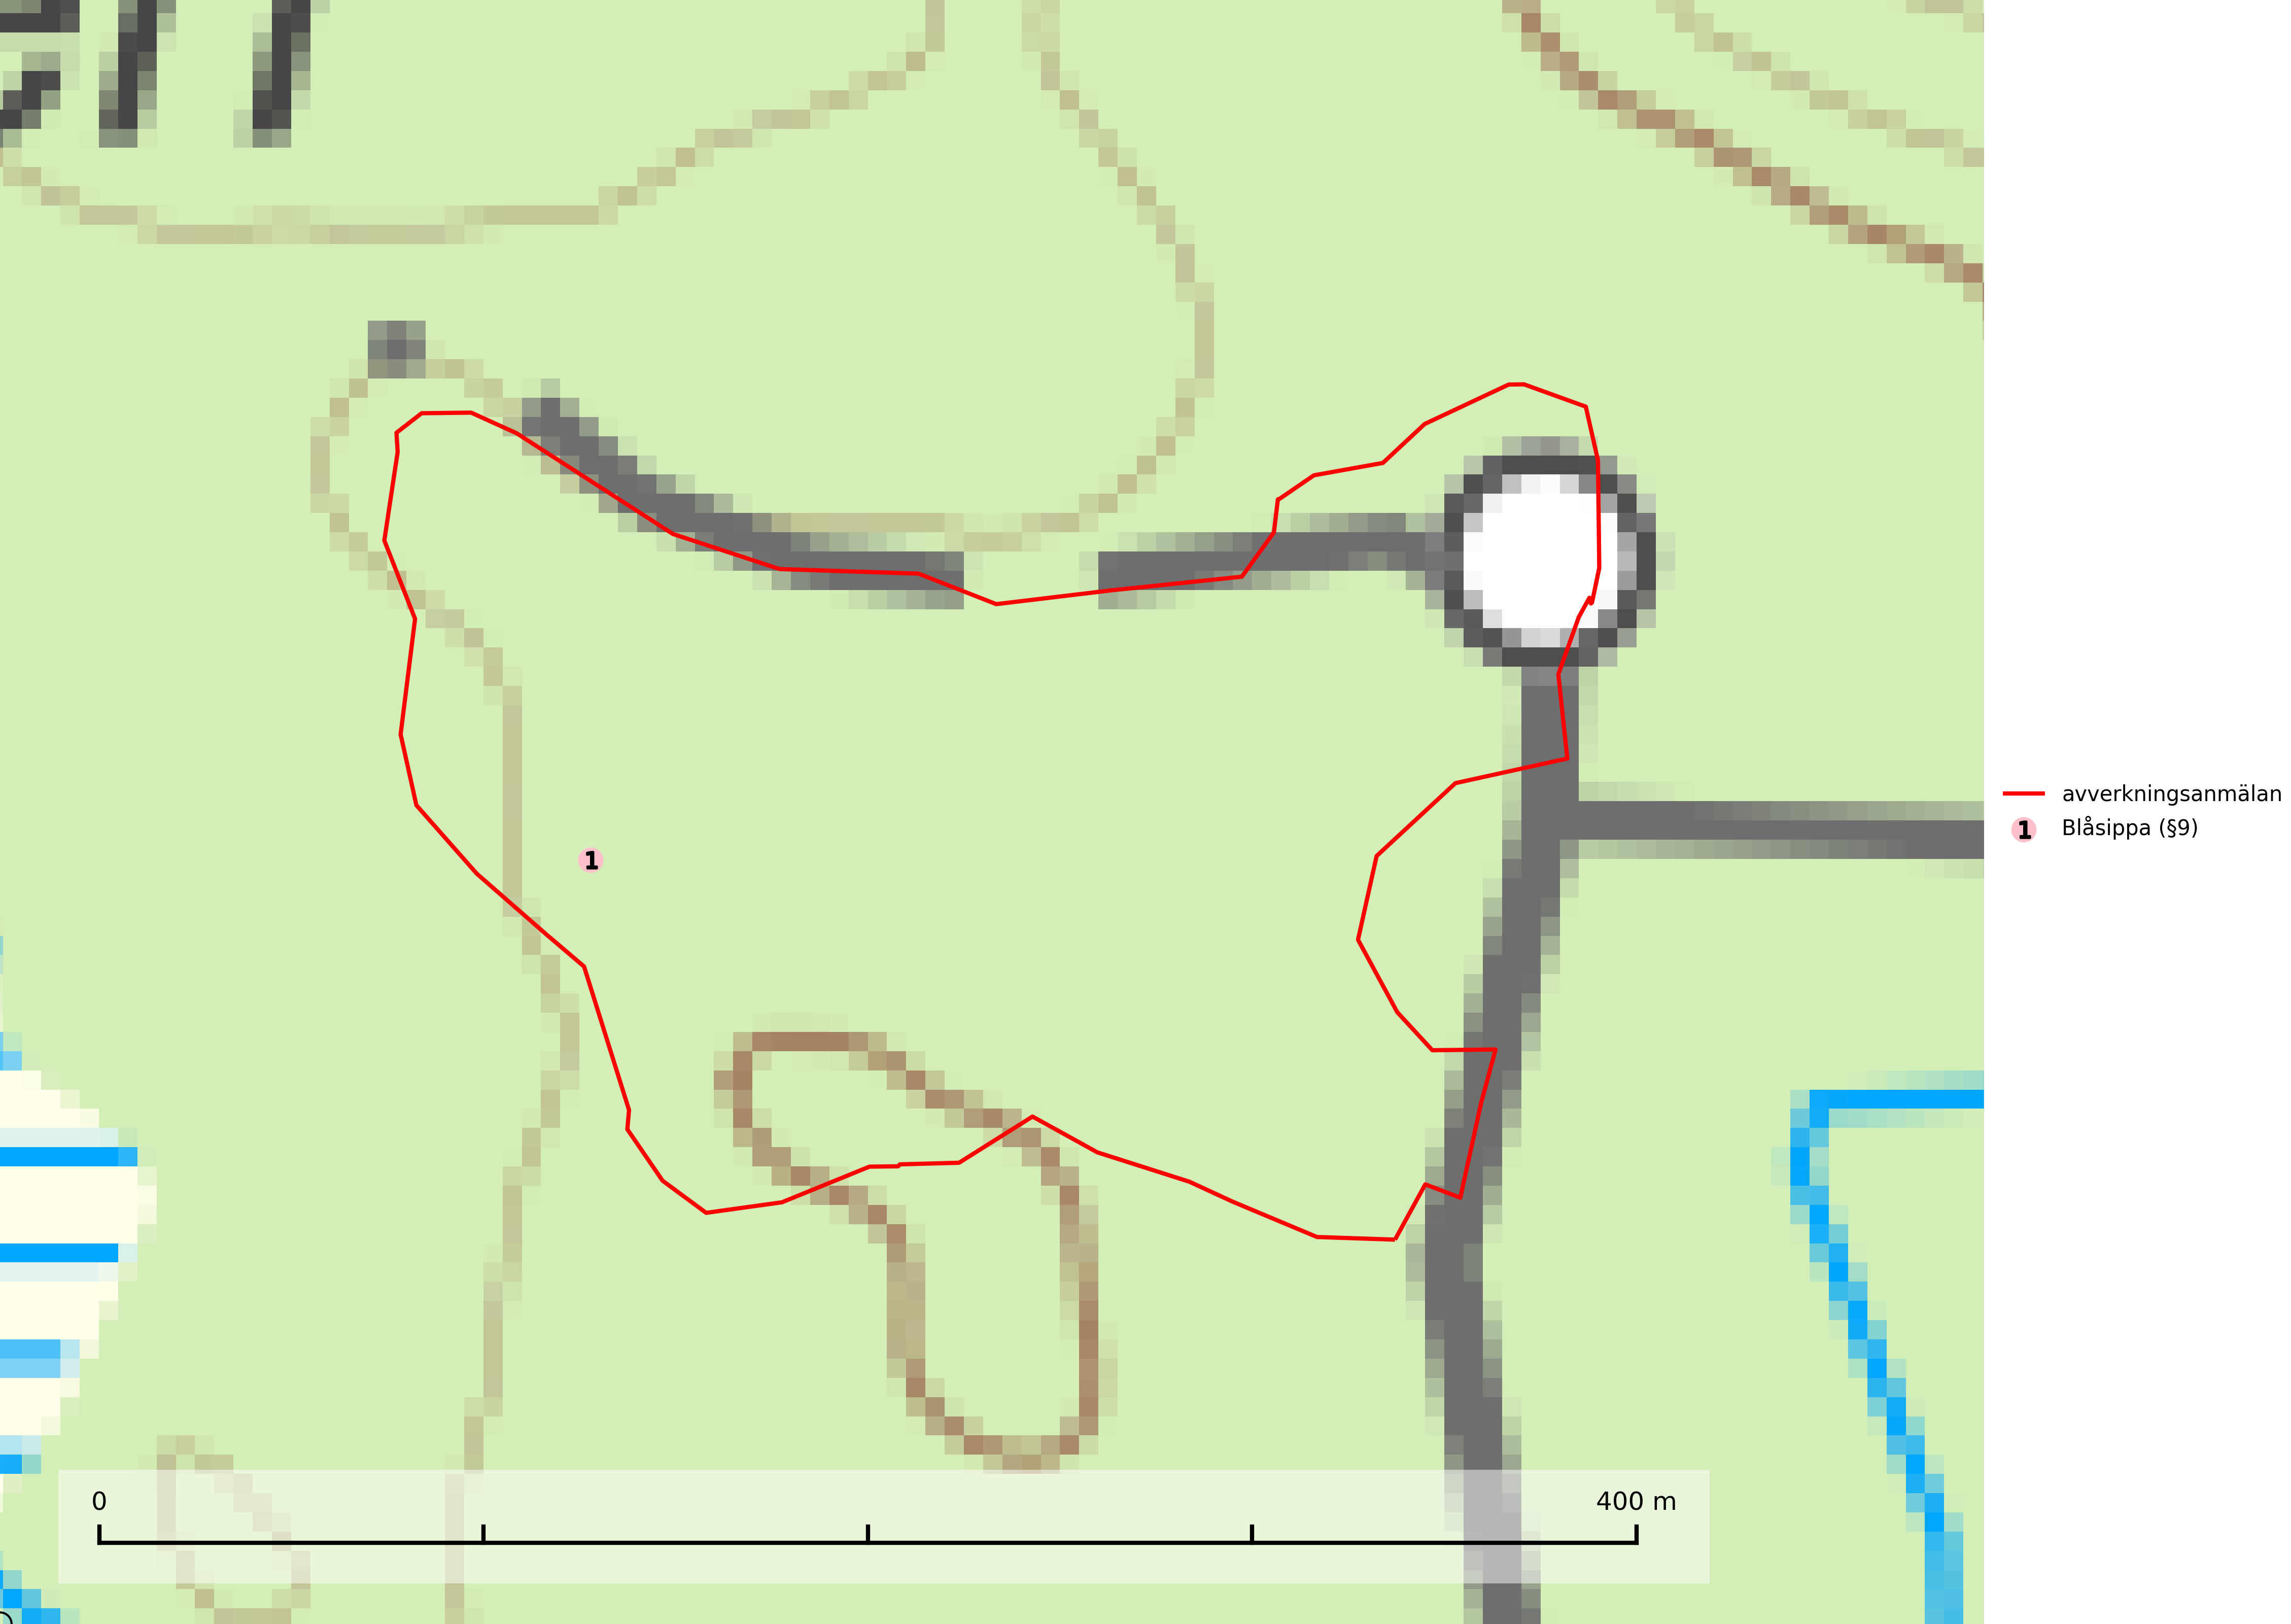 1
avverkningsanmälan
1 Blåsippa (§9)
0 400 m